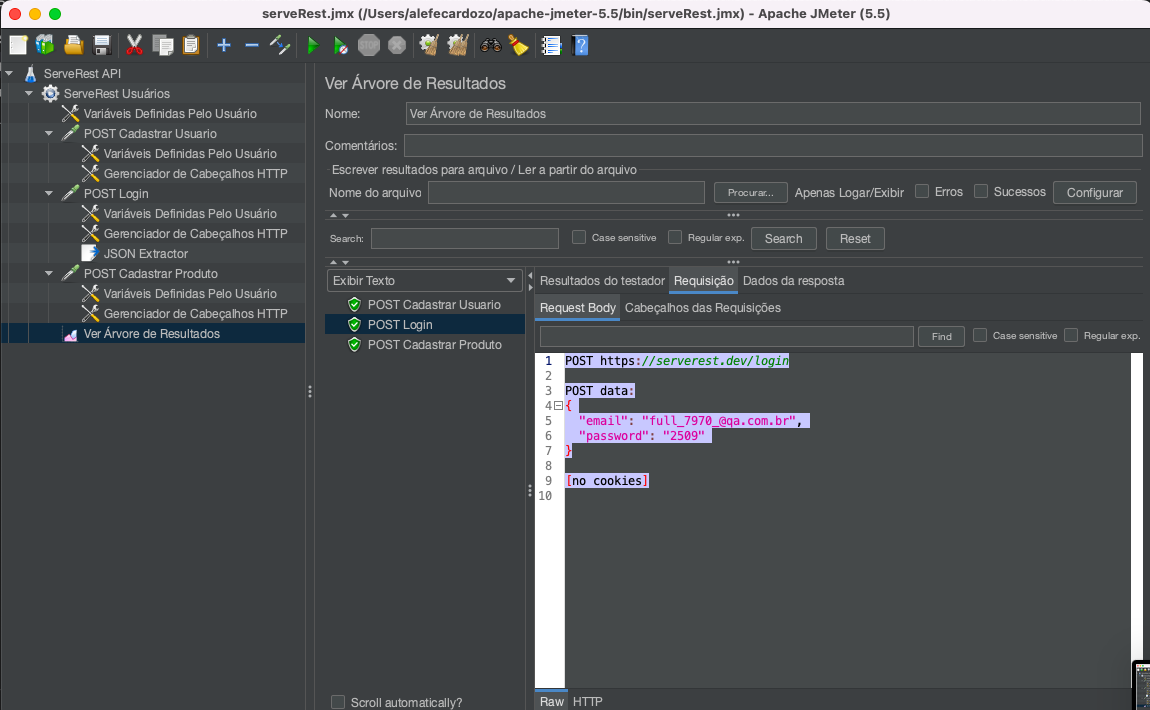 serveRest.jmx (/Users/alefecardozo/apache-jmeter-5.5/bin/serveRest.jmx) - Apache JMeter (5.5)
STOP
?
ServeRest API
ServeRest Usuários
Variáveis Definidas Pelo Usuário
POST Cadastrar Usuario
Variáveis Definidas Pelo Usuário
Gerenciador de Cabeçalhos HTTP
POST Login
Variáveis Definidas Pelo Usuário
Gerenciador de Cabeçalhos HTTP
JSON Extractor
POST Cadastrar Produto
Variáveis Definidas Pelo Usuário
Gerenciador de Cabeçalhos HTTP
Ver Árvore de Resultados
Ver Árvore de Resultados
Nome: Ver Árvore de Resultados
Comentários:
Escrever resultados para arquivo / Ler a partir do arquivo
Nome do arquivo Procurar... Apenas Logar/Exibir Erros Sucessos Configurar
Search: Case sensitive Regular exp. Search Reset
Exibir Texto
POST Cadastrar Usuario
POST Login
POST Cadastrar Produto
Scroll automatically?
Resultados do testador Requisição Dados da resposta
Request Body Cabeçalhos das Requisições
Find Case sensitive Regular exp.
1 POST https://serverest.dev/login
2
3 POST data:
4 {
5 "email": "full_7970_@qa.com.br",
6 "password": "2509"
7 }
8
9 [no cookies]
10
Raw HTTP